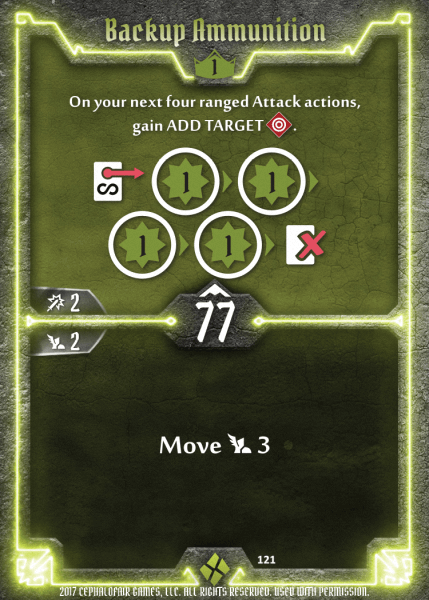 Backup Ammunition
1
On your next four ranged Attack actions,
gain ADD TARGET.
S
1 1
1 1
2
77
2
Move 3
121
2017 CEPHALOFAIR GAMES, LLC. ALL RIGHTS RESERVED. USED WITH PERMISSION.